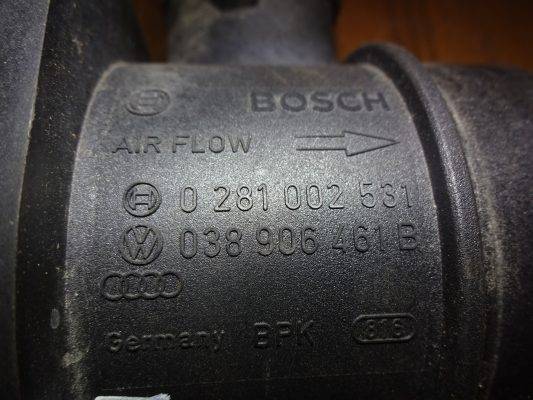 BOSCH
AIR FLOW
0 281 002 531
038 906 461 B
Germany BPK 816